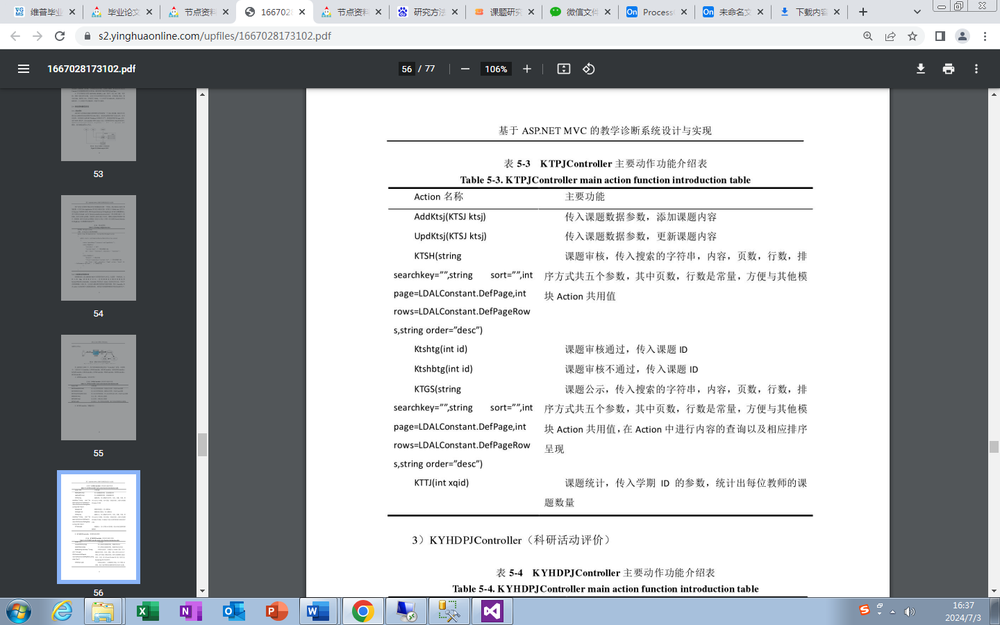 维普毕业
毕业论文
节点资料
166702
节点资料
研究方法
课题研究
微信文件
Process
未命名文
下载内容
s2.yinghuaonline.com/upfiles/1667028173102.pdf
1667028173102.pdf
56 / 77
106%
53
54
55
56
基于 ASP.NET MVC 的教学诊断系统设计与实现
表 5-3 KTPJController 主要动作功能介绍表
Table 5-3. KTPJController main action function introduction table
Action 名称 主要功能
AddKtsj(KTSJ ktsj) 传入课题数据参数，添加课题内容
UpdKtsj(KTSJ ktsj) 传入课题数据参数，更新课题内容
KTSH(string 课题审核，传入搜索的字符串，内容，页数，行数，排
searchkey=””,string sort=””,int 序方式共五个参数，其中页数，行数是常量，方便与其他模
page=LDALConstant.DefPage,int 块 Action 共用值
rows=LDALConstant.DefPageRow
s,string order=”desc”)
Ktshtg(int id) 课题审核通过，传入课题 ID
Ktshbtg(int id) 课题审核不通过，传入课题 ID
KTGS(string 课题公示，传入搜索的字符串，内容，页数，行数，排
searchkey=””,string sort=””,int 序方式共五个参数，其中页数，行数是常量，方便与其他模
page=LDALConstant.DefPage,int 块 Action 共用值，在 Action 中进行内容的查询以及相应排序
rows=LDALConstant.DefPageRow 呈现
s,string order=”desc”)
KTTJ(int xqid) 课题统计，传入学期 ID 的参数，统计出每位教师的课
题数量
3）KYHDPJController（科研活动评价）
表 5-4 KYHDPJController 主要动作功能介绍表
Table 5-4. KYHDPJController main action function introduction table
16:37
2024/7/3